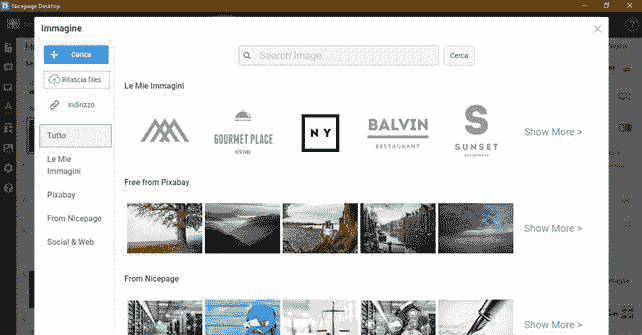 Nicepage Desktop
Immagine
+ Carica
Search Image
Cerca
Rilascia files
Indirizzo
Tutto
Le Mie
Immagini
Pixabay
From Nicepage
Social & Web
Le Mie Immagini
GOURMET PLACE
NY
BALVIN
RESTAURANT
S
SUNSET
Show More >
Free from Pixabay
Show More >
From Nicepage
Show More >